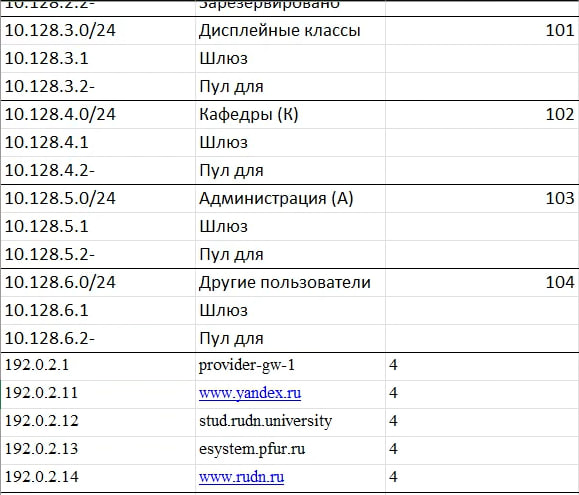 10.128.2.2- Зарезервировано
10.128.3.0/24 Дисплейные классы 101
10.128.3.1 Шлюз
10.128.3.2- Пул для
10.128.4.0/24 Кафедры (К) 102
10.128.4.1 Шлюз
10.128.4.2- Пул для
10.128.5.0/24 Администрация (А) 103
10.128.5.1 Шлюз
10.128.5.2- Пул для
10.128.6.0/24 Другие пользователи 104
10.128.6.1 Шлюз
10.128.6.2- Пул для
192.0.2.1 provider-gw-1 4
192.0.2.11 www.yandex.ru 4
192.0.2.12 stud.rudn.university 4
192.0.2.13 esystem.pfur.ru 4
192.0.2.14 www.rudn.ru 4